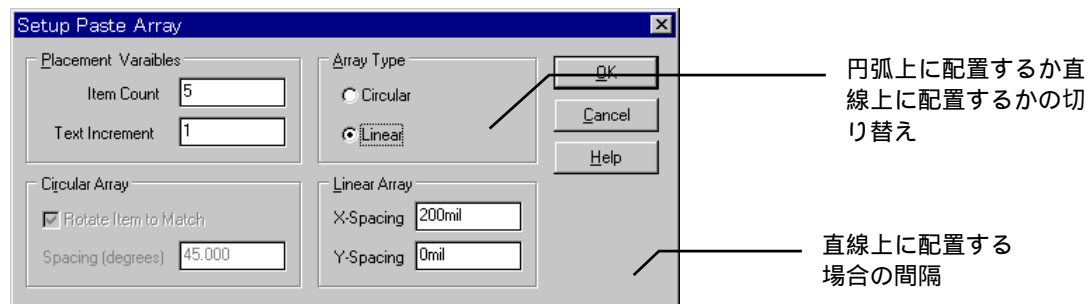 Setup Paste Array
Placement Varaibles
Item Count 5
Text Increment 1
Array Type
Circular
Linear
OK
Cancel
Help
Circular Array
Rotate Item to Match
Spacing (degrees) 45.000
Linear Array
X-Spacing 200mil
Y-Spacing 0mil
円弧上に配置するか直
線上に配置するかの切
り替え
直線上に配置する
場合の間隔